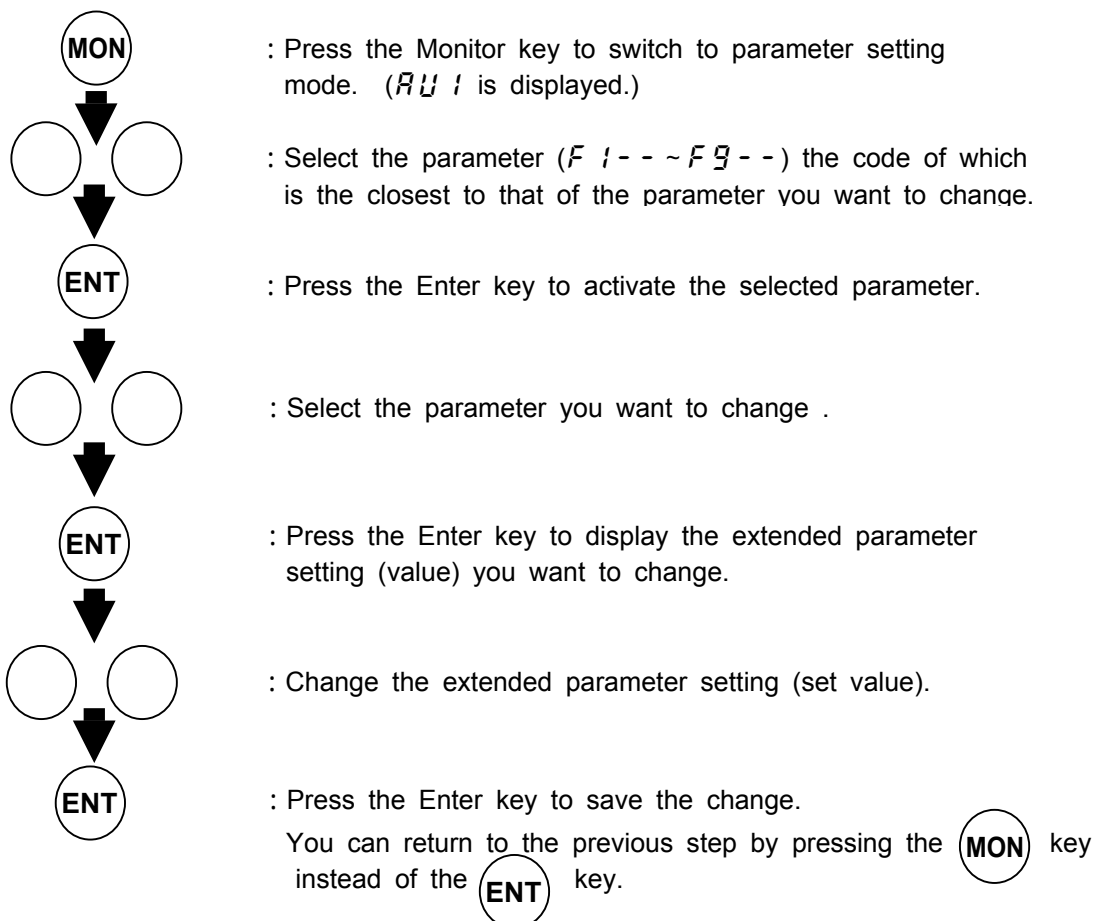 MON : Press the Monitor key to switch to parameter setting
mode. (AU1 is displayed.)
: Select the parameter (F1-- ~ F9--) the code of which
is the closest to that of the parameter you want to change.
ENT : Press the Enter key to activate the selected parameter.
: Select the parameter you want to change .
ENT : Press the Enter key to display the extended parameter
setting (value) you want to change.
: Change the extended parameter setting (set value).
ENT : Press the Enter key to save the change.
You can return to the previous step by pressing the MON key
instead of the ENT key.